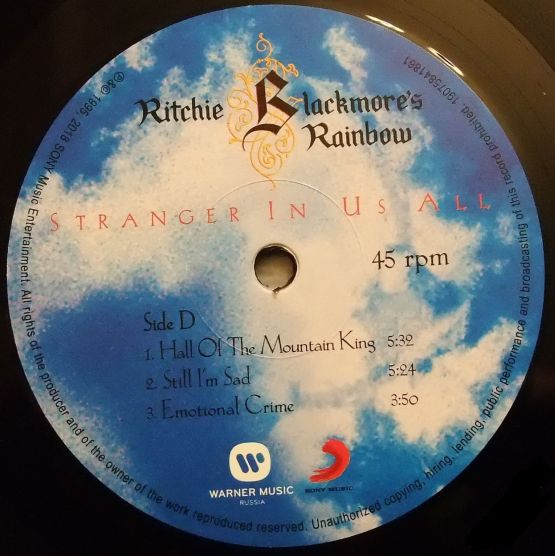 Ritchie Blackmore's
Rainbow
STRANGER IN US ALL
45 rpm
Side D
1. Hall Of The Mountain King 5:32
2. Still I'm Sad 5:24
3. Emotional Crime 3:50
WARNER MUSIC
RUSSIA
SONY MUSIC
℗&© 1995, 2018 SONY Music Entertainment. All rights of the producer and of the owner of the work reproduced reserved. Unauthorized copying, hiring, lending, public performance and broadcasting of this record prohibited. 19075841861